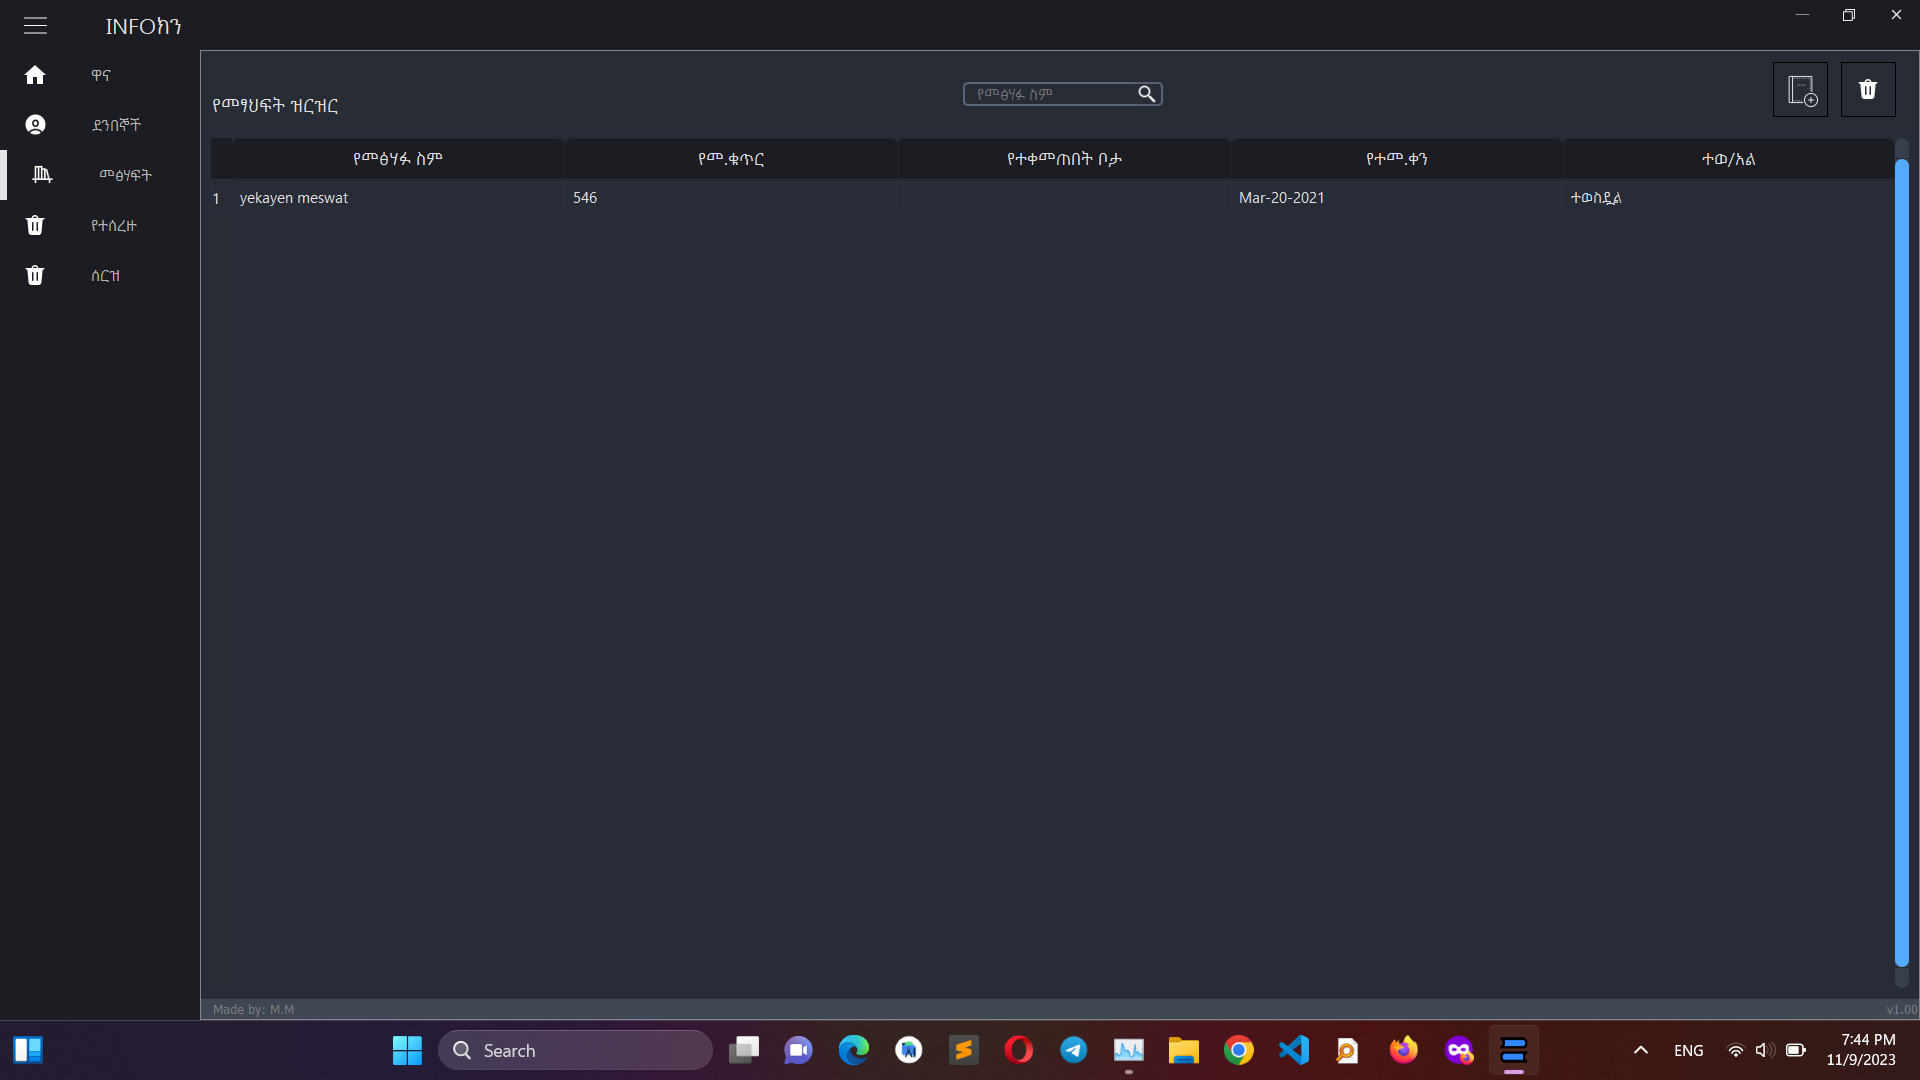 INFOክን
ዋና
ደንበኞች
መፅሃፍት
የተሰረዙ
ሰርዝ
የመፃህፍት ዝርዝር
የመፅሃፉ ስም
የመፅሃፉ ስም የመ.ቁጥር የተቀመጠበት ቦታ የተመ.ቀን ተወ/አል
1 yekayen meswat 546 Mar-20-2021 ተወስዷል
Made by: M.M v1.00
Search
ENG
7:44 PM
11/9/2023